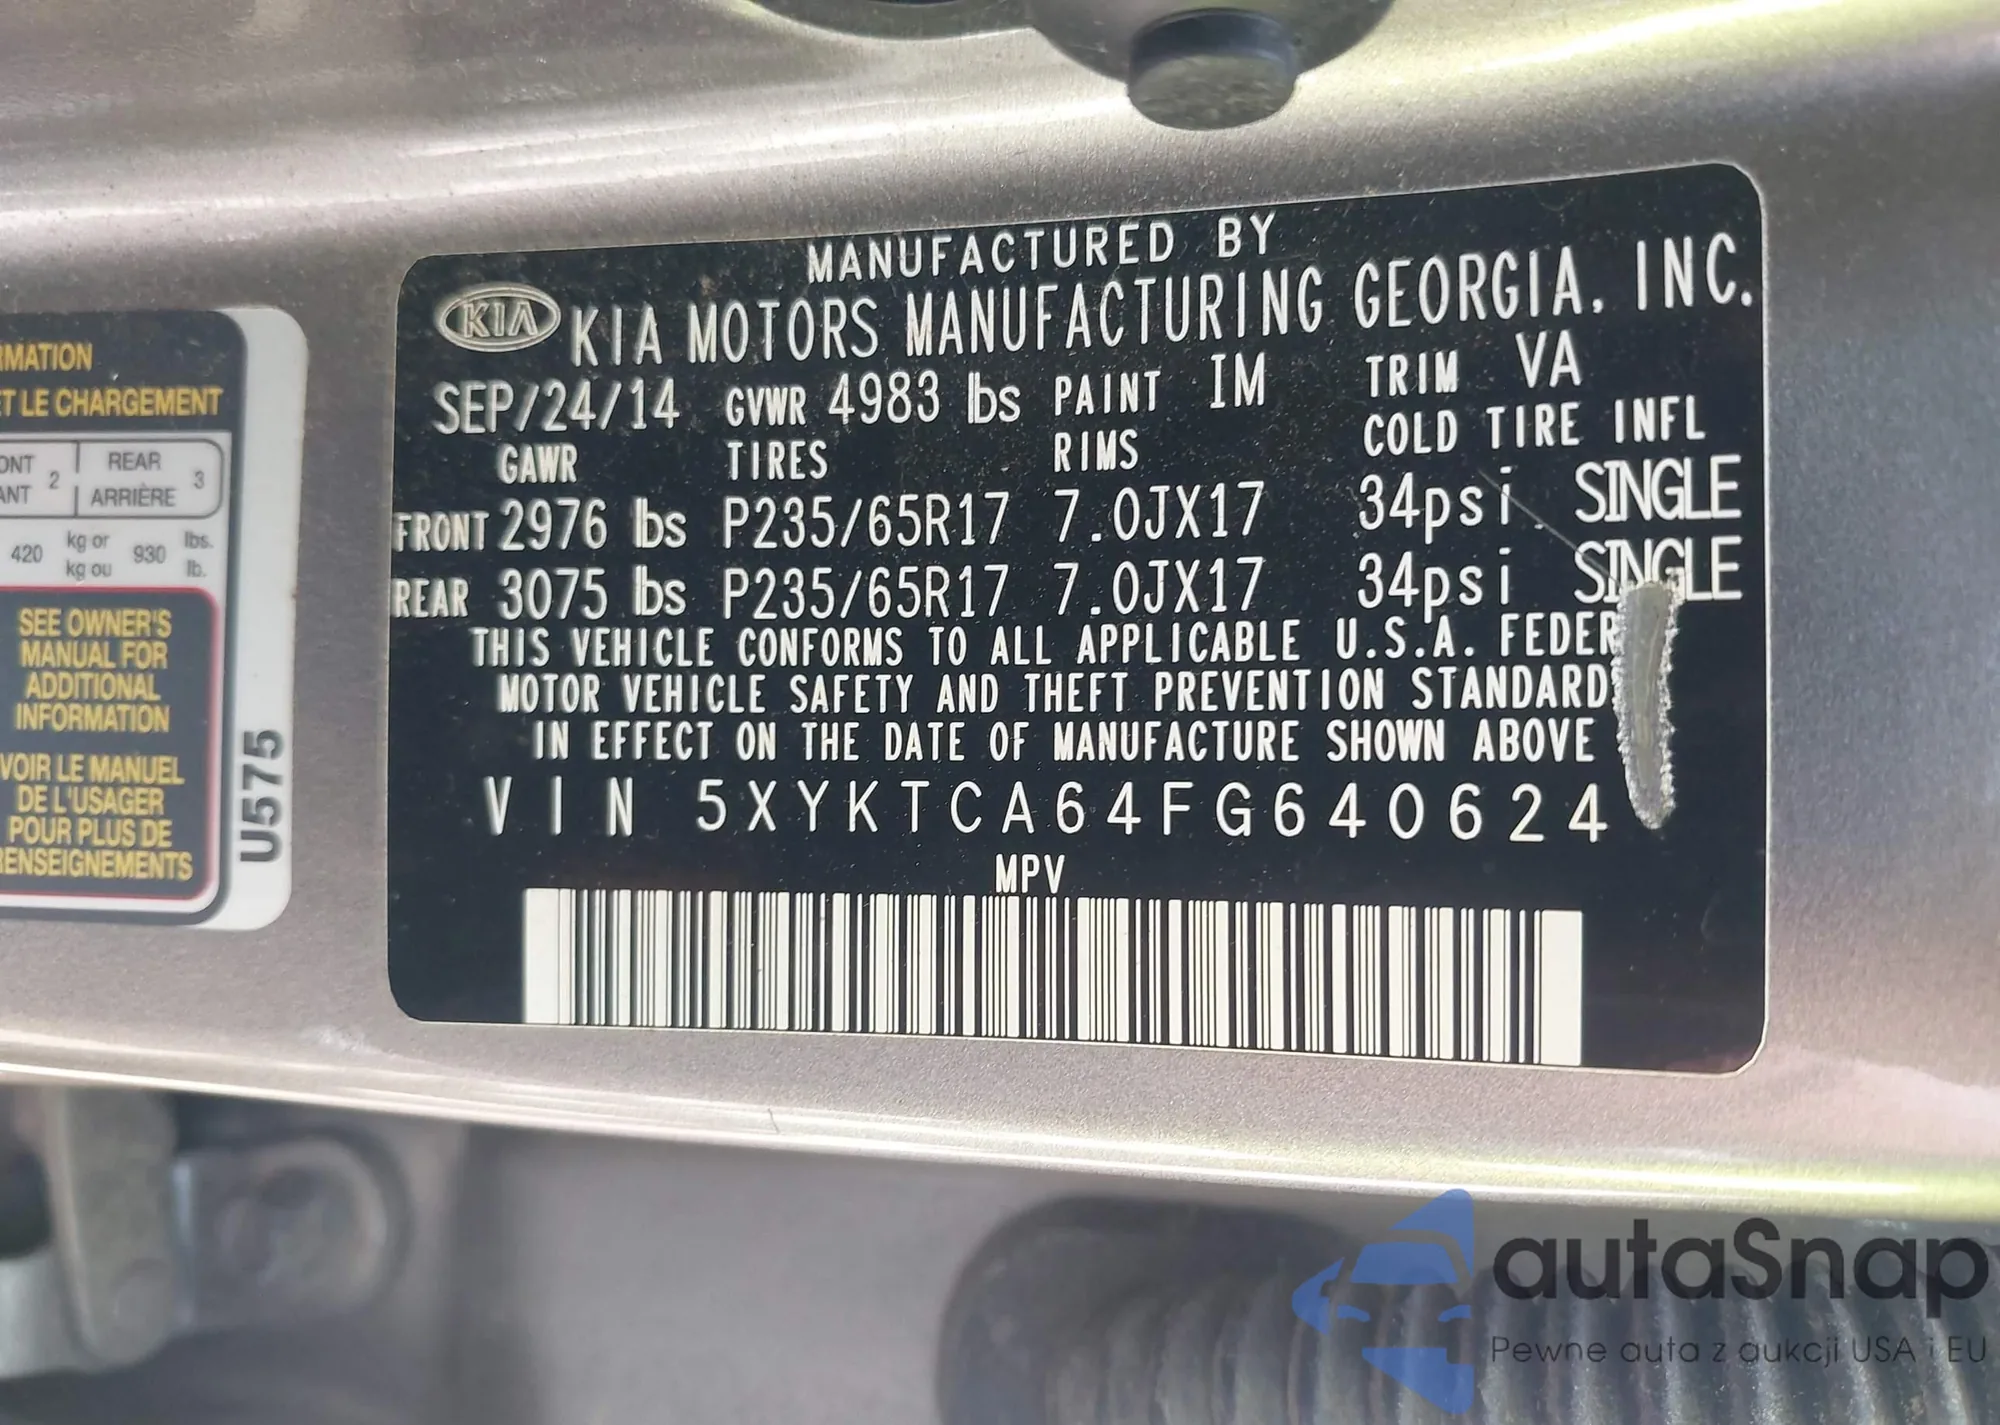 MANUFACTURED BY
KIA KIA MOTORS MANUFACTURING GEORGIA, INC.
SEP/24/14 GVWR 4983 lbs PAINT IM TRIM VA
GAWR TIRES RIMS COLD TIRE INFL
FRONT 2976 lbs P235/65R17 7.0JX17 34psi. SINGLE
REAR 3075 lbs P235/65R17 7.0JX17 34psi SINGLE
THIS VEHICLE CONFORMS TO ALL APPLICABLE U.S.A. FEDER
MOTOR VEHICLE SAFETY AND THEFT PREVENTION STANDARD
IN EFFECT ON THE DATE OF MANUFACTURE SHOWN ABOVE
VIN 5XYKTCA64FG640624
MPV
RMATION
ET LE CHARGEMENT
ONT 2 REAR 3
ANT ARRIÈRE
420 kg or 930 lbs.
kg ou lb.
SEE OWNER'S
MANUAL FOR
ADDITIONAL
INFORMATION
VOIR LE MANUEL
DE L'USAGER
POUR PLUS DE
RENSEIGNEMENTS
U575
autaSnap
Pewne auta z aukcji USA i EU